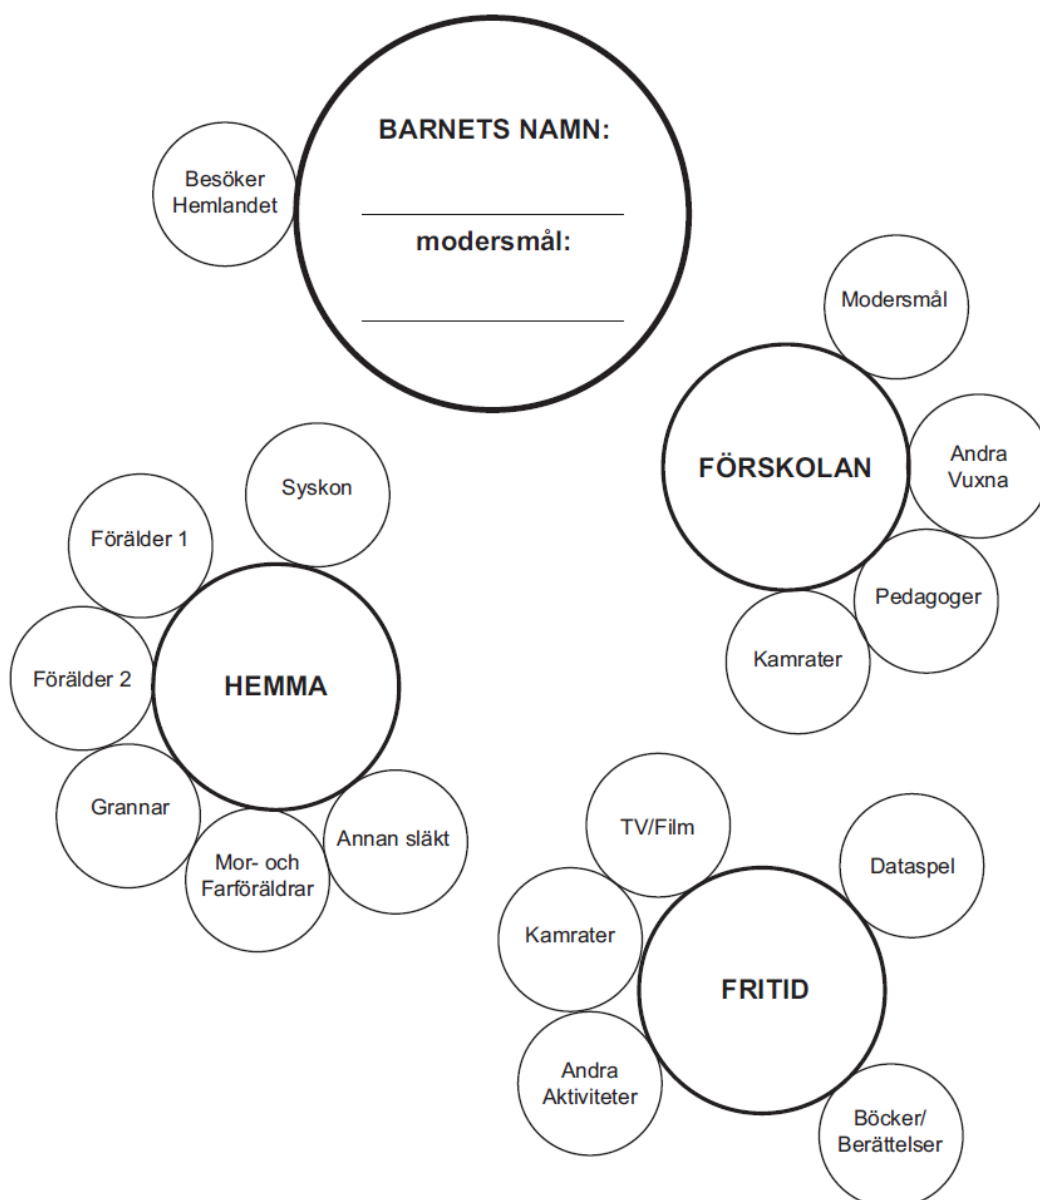 BARNETS NAMN:
modersmål:
Besöker
Hemlandet
Modersmål
FÖRSKOLAN
Andra
Vuxna
Pedagoger
Kamrater
Syskon
Förälder 1
Förälder 2
HEMMA
Grannar
Mor- och
Farföräldrar
Annan släkt
TV/Film
Dataspel
Kamrater
FRITID
Andra
Aktiviteter
Böcker/
Berättelser